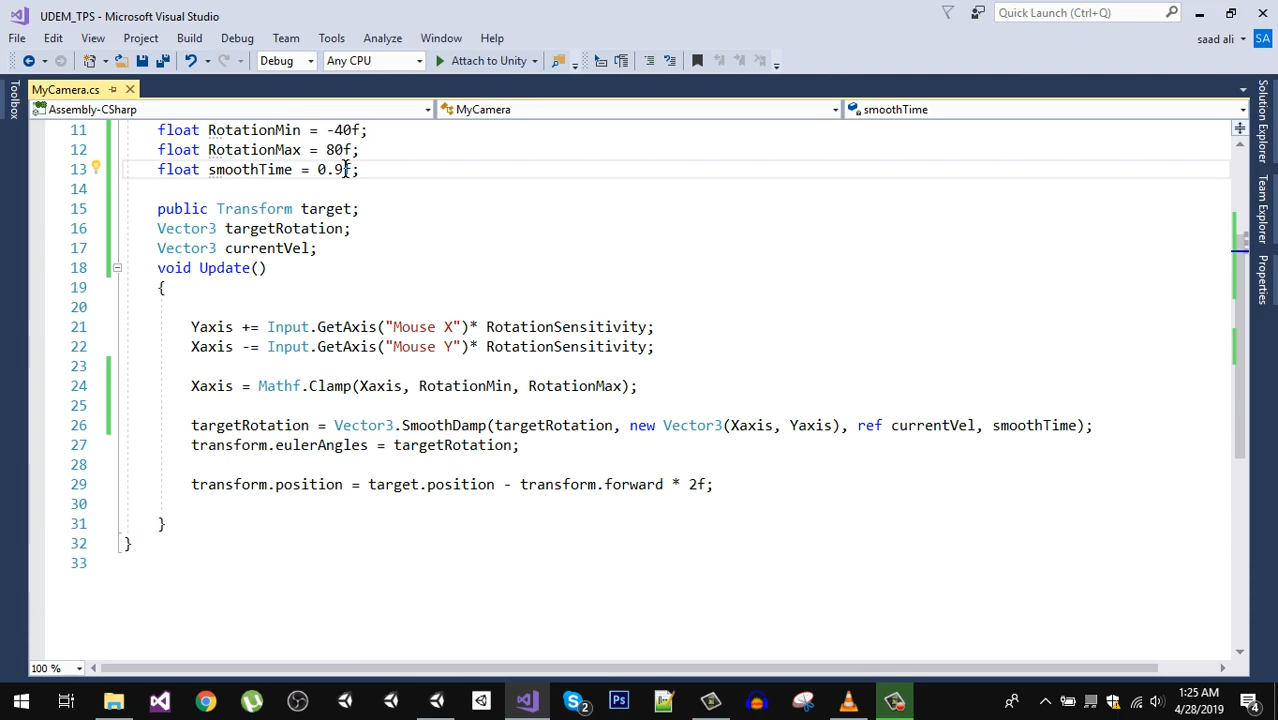 UDEM_TPS - Microsoft Visual Studio
Quick Launch (Ctrl+Q)
File Edit View Project Build Debug Team Tools Analyze Window Help
saad ali
SA
Debug
Any CPU
Attach to Unity
MyCamera.cs
Assembly-CSharp
MyCamera
smoothTime
Toolbox
Solution Explorer
Team Explorer
Properties
11 float RotationMin = -40f;
12 float RotationMax = 80f;
13 float smoothTime = 0.9f;
14
15 public Transform target;
16 Vector3 targetRotation;
17 Vector3 currentVel;
18 void Update()
19 {
20
21 Yaxis += Input.GetAxis("Mouse X")* RotationSensitivity;
22 Xaxis -= Input.GetAxis("Mouse Y")* RotationSensitivity;
23
24 Xaxis = Mathf.Clamp(Xaxis, RotationMin, RotationMax);
25
26 targetRotation = Vector3.SmoothDamp(targetRotation, new Vector3(Xaxis, Yaxis), ref currentVel, smoothTime);
27 transform.eulerAngles = targetRotation;
28
29 transform.position = target.position - transform.forward * 2f;
30
31 }
32 }
33
100 %
S 2
Ps
1:25 AM
4/28/2019
4